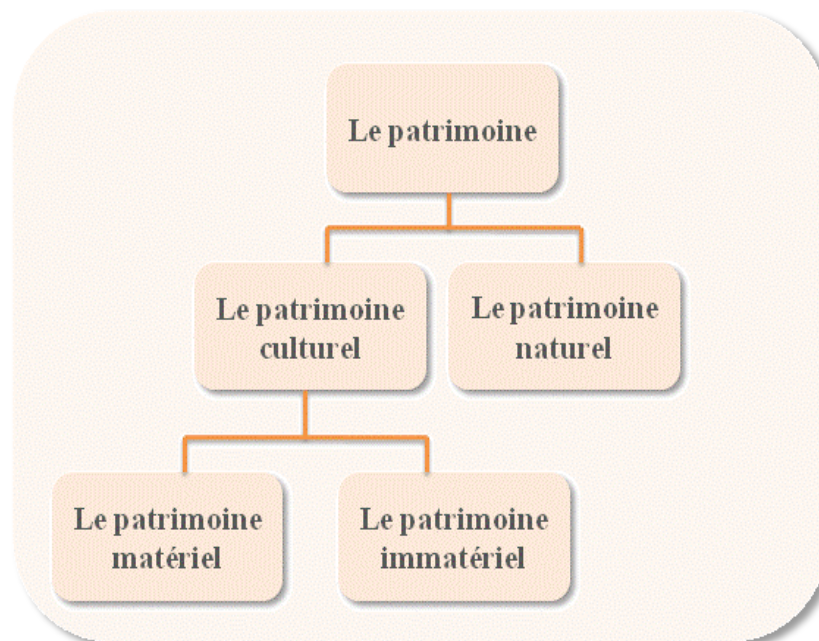 Le patrimoine
Le patrimoine
culturel
Le patrimoine
naturel
Le patrimoine
matériel
Le patrimoine
immatériel